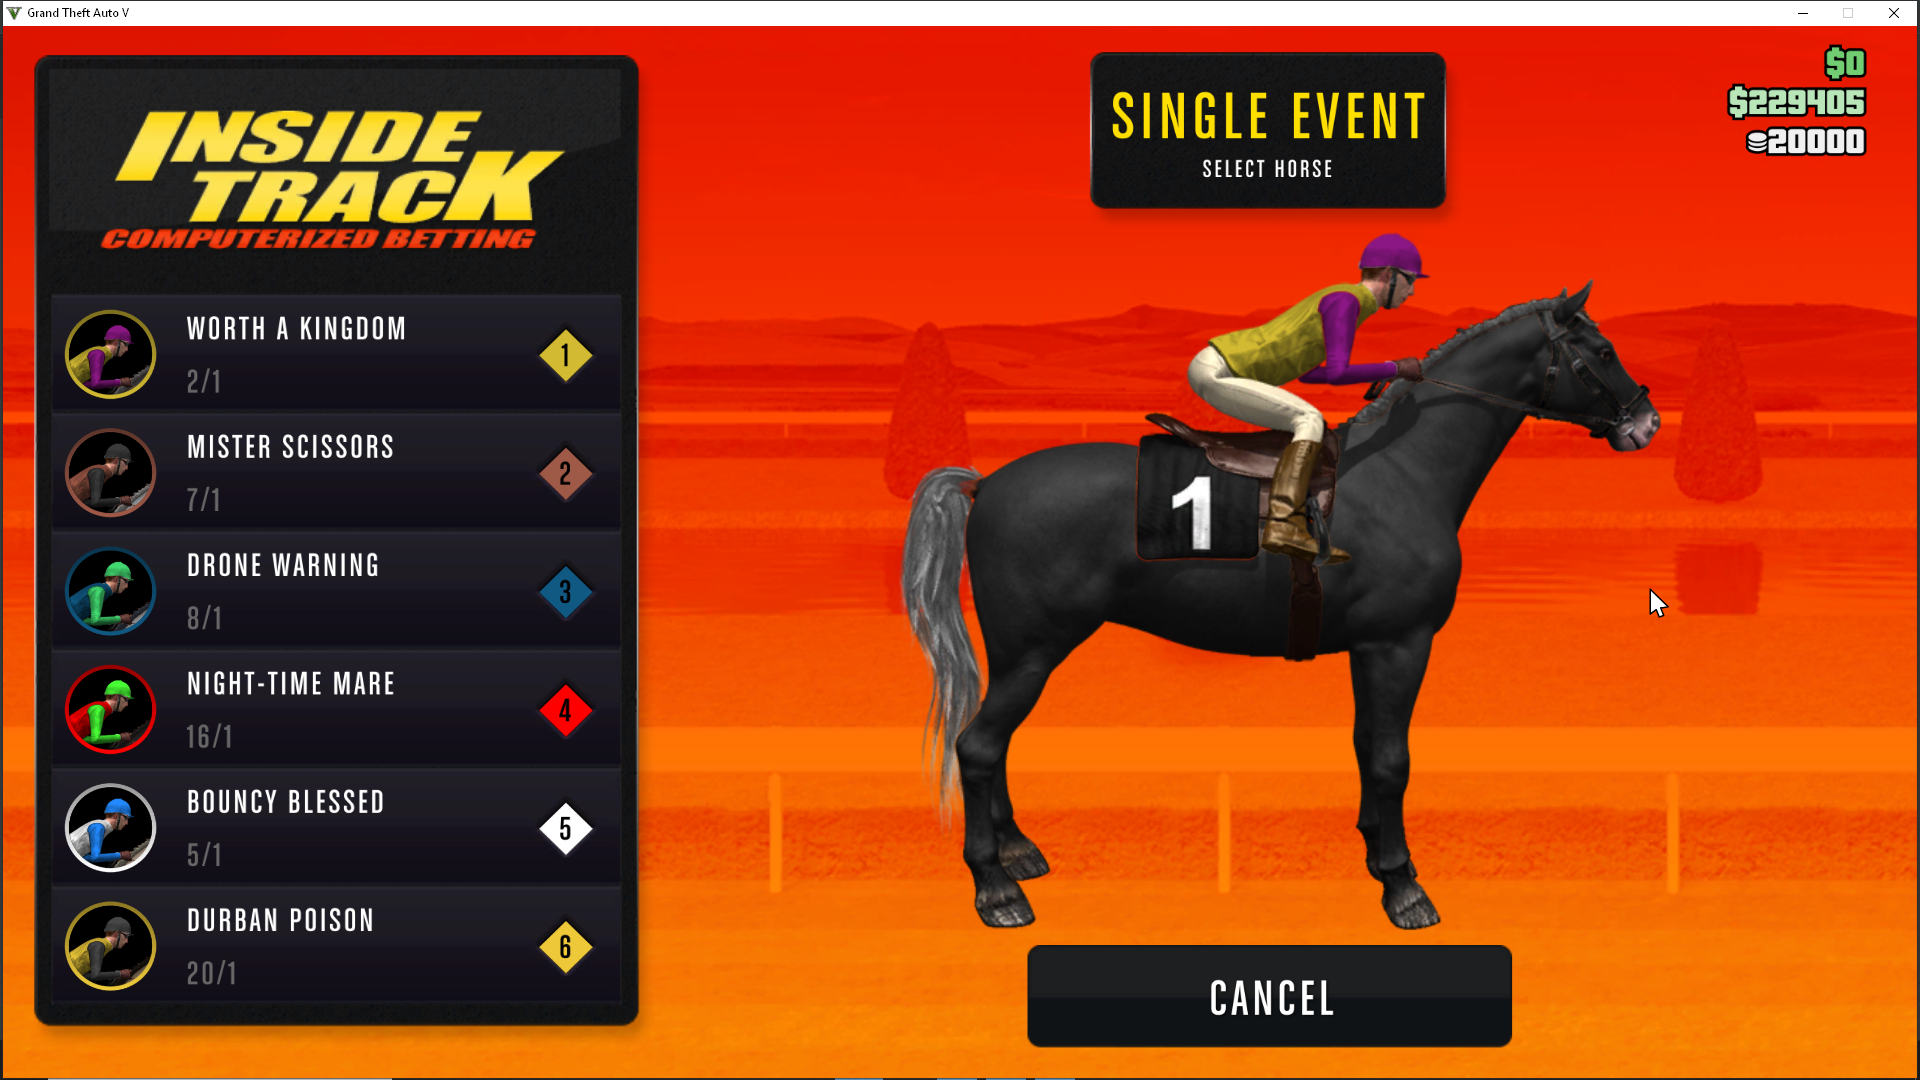 Grand Theft Auto V
INSIDE
TRACK
COMPUTERIZED BETTING
WORTH A KINGDOM
2/1
1
MISTER SCISSORS
7/1
2
DRONE WARNING
8/1
3
NIGHT-TIME MARE
16/1
4
BOUNCY BLESSED
5/1
5
DURBAN POISON
20/1
6
SINGLE EVENT
SELECT HORSE
$0
$229405
20000
1
CANCEL